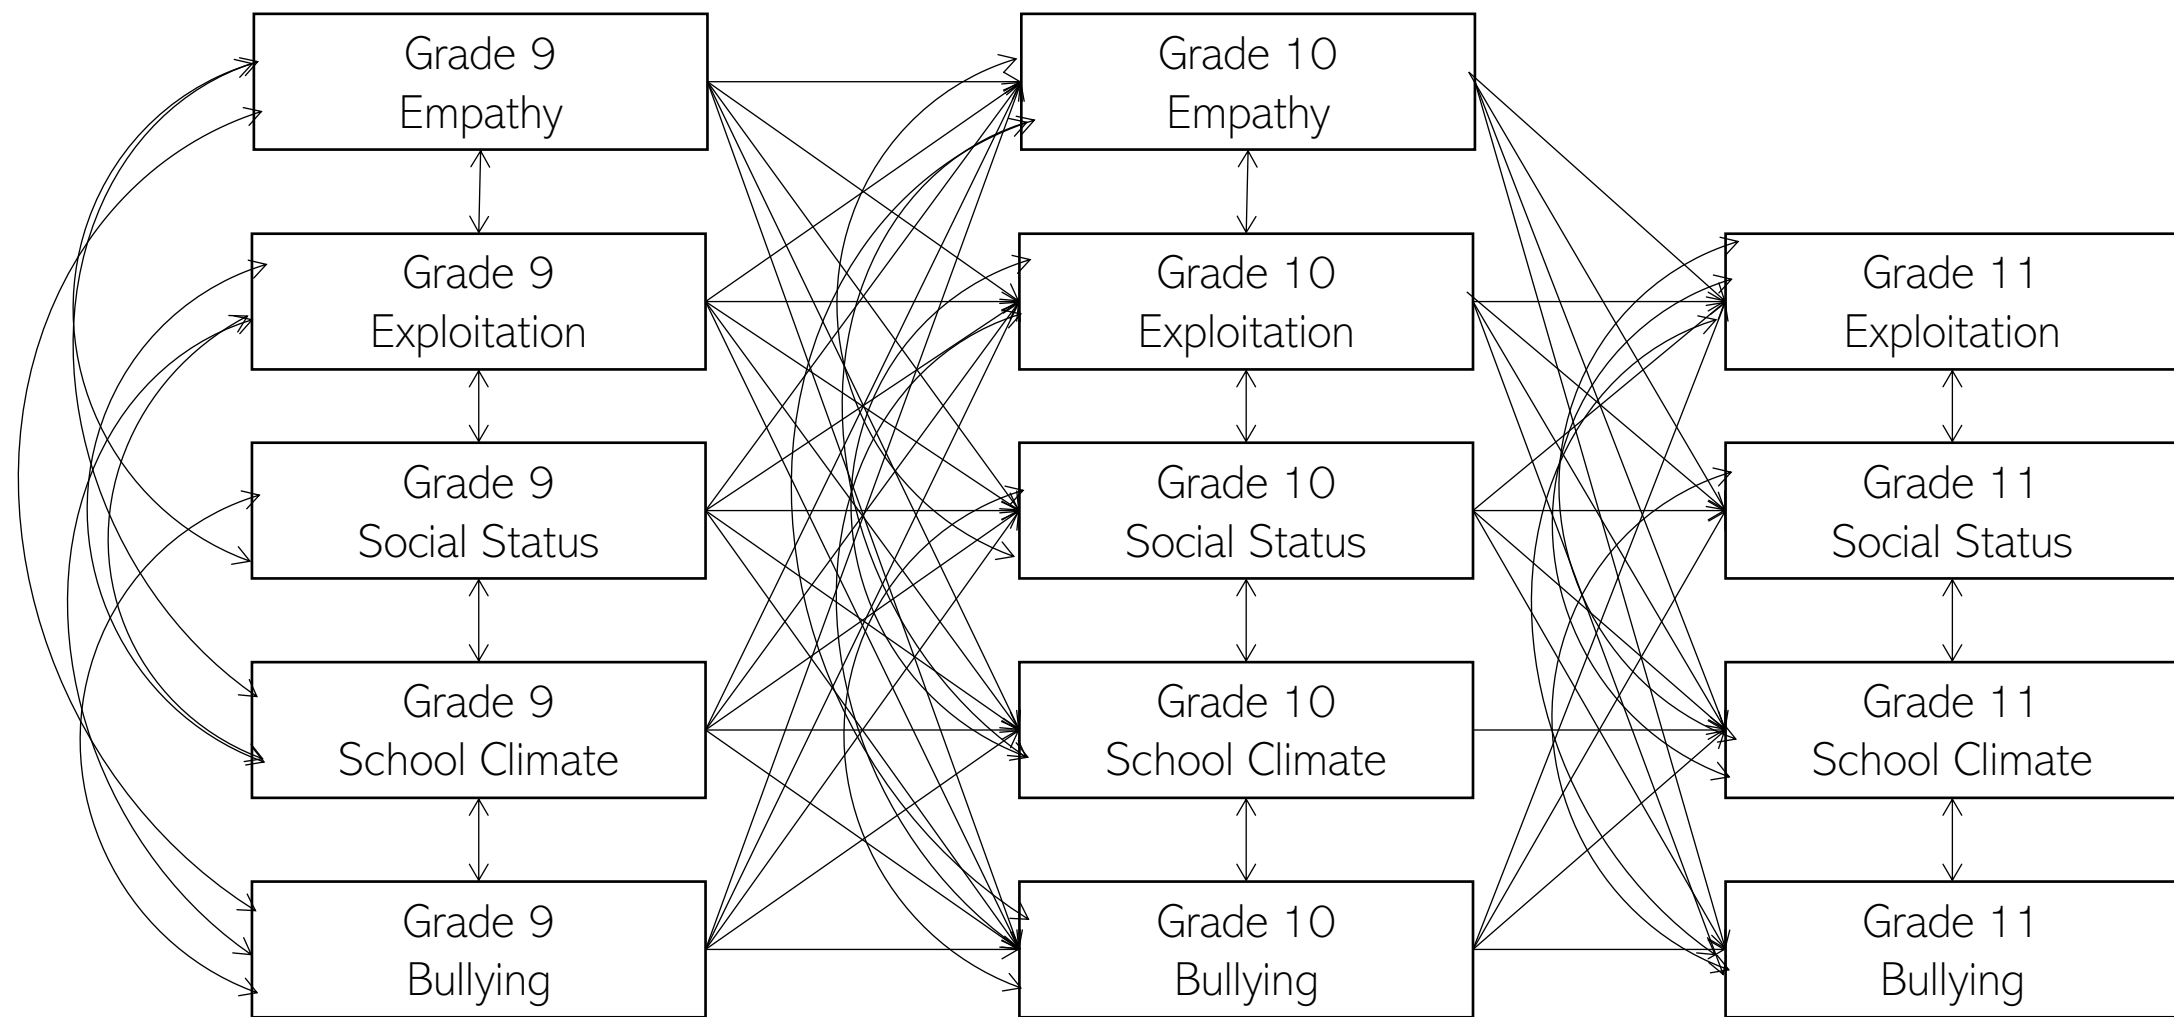 Grade 9
Empathy
Grade 10
Empathy
Grade 9
Exploitation
Grade 10
Exploitation
Grade 11
Exploitation
Grade 9
Social Status
Grade 10
Social Status
Grade 11
Social Status
Grade 9
School Climate
Grade 10
School Climate
Grade 11
School Climate
Grade 9
Bullying
Grade 10
Bullying
Grade 11
Bullying